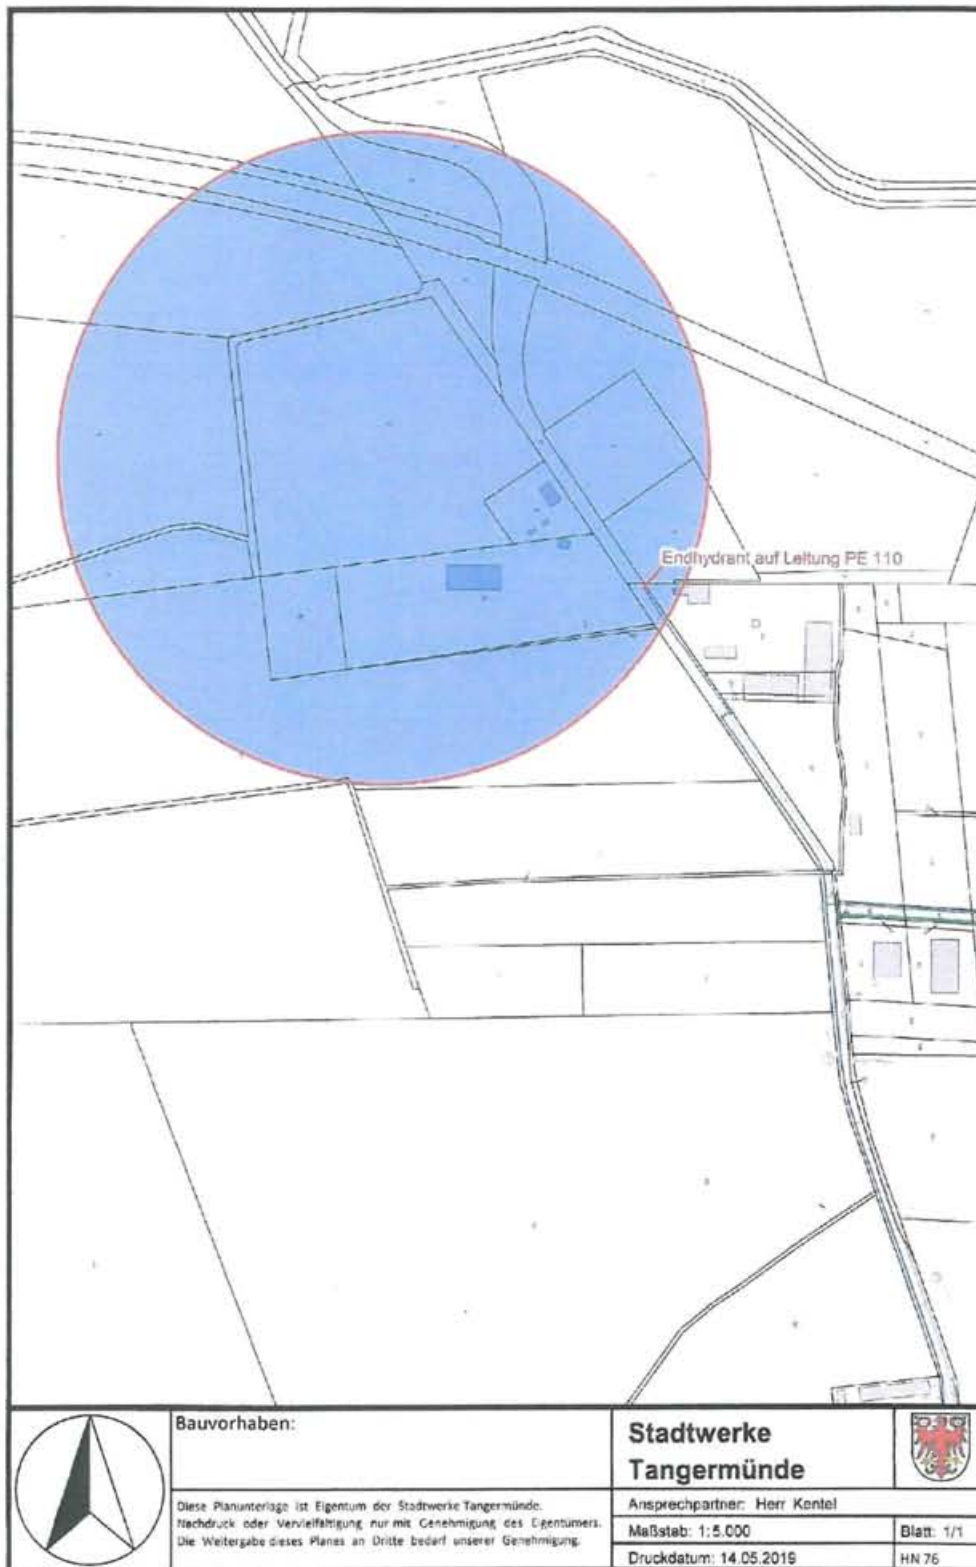 Endhydrant auf Leitung PE 110
Bauvorhaben:
Diese Planunterlage ist Eigentum der Stadtwerke Tangermünde.
Nachdruck oder Vervielfältigung nur mit Genehmigung des Eigentümers.
Die Weitergabe dieses Planes an Dritte bedarf unserer Genehmigung.
Stadtwerke
Tangermünde
Ansprechpartner: Herr Kentel
Maßstab: 1:5.000
Blatt: 1/1
Druckdatum: 14.05.2019
HN 76